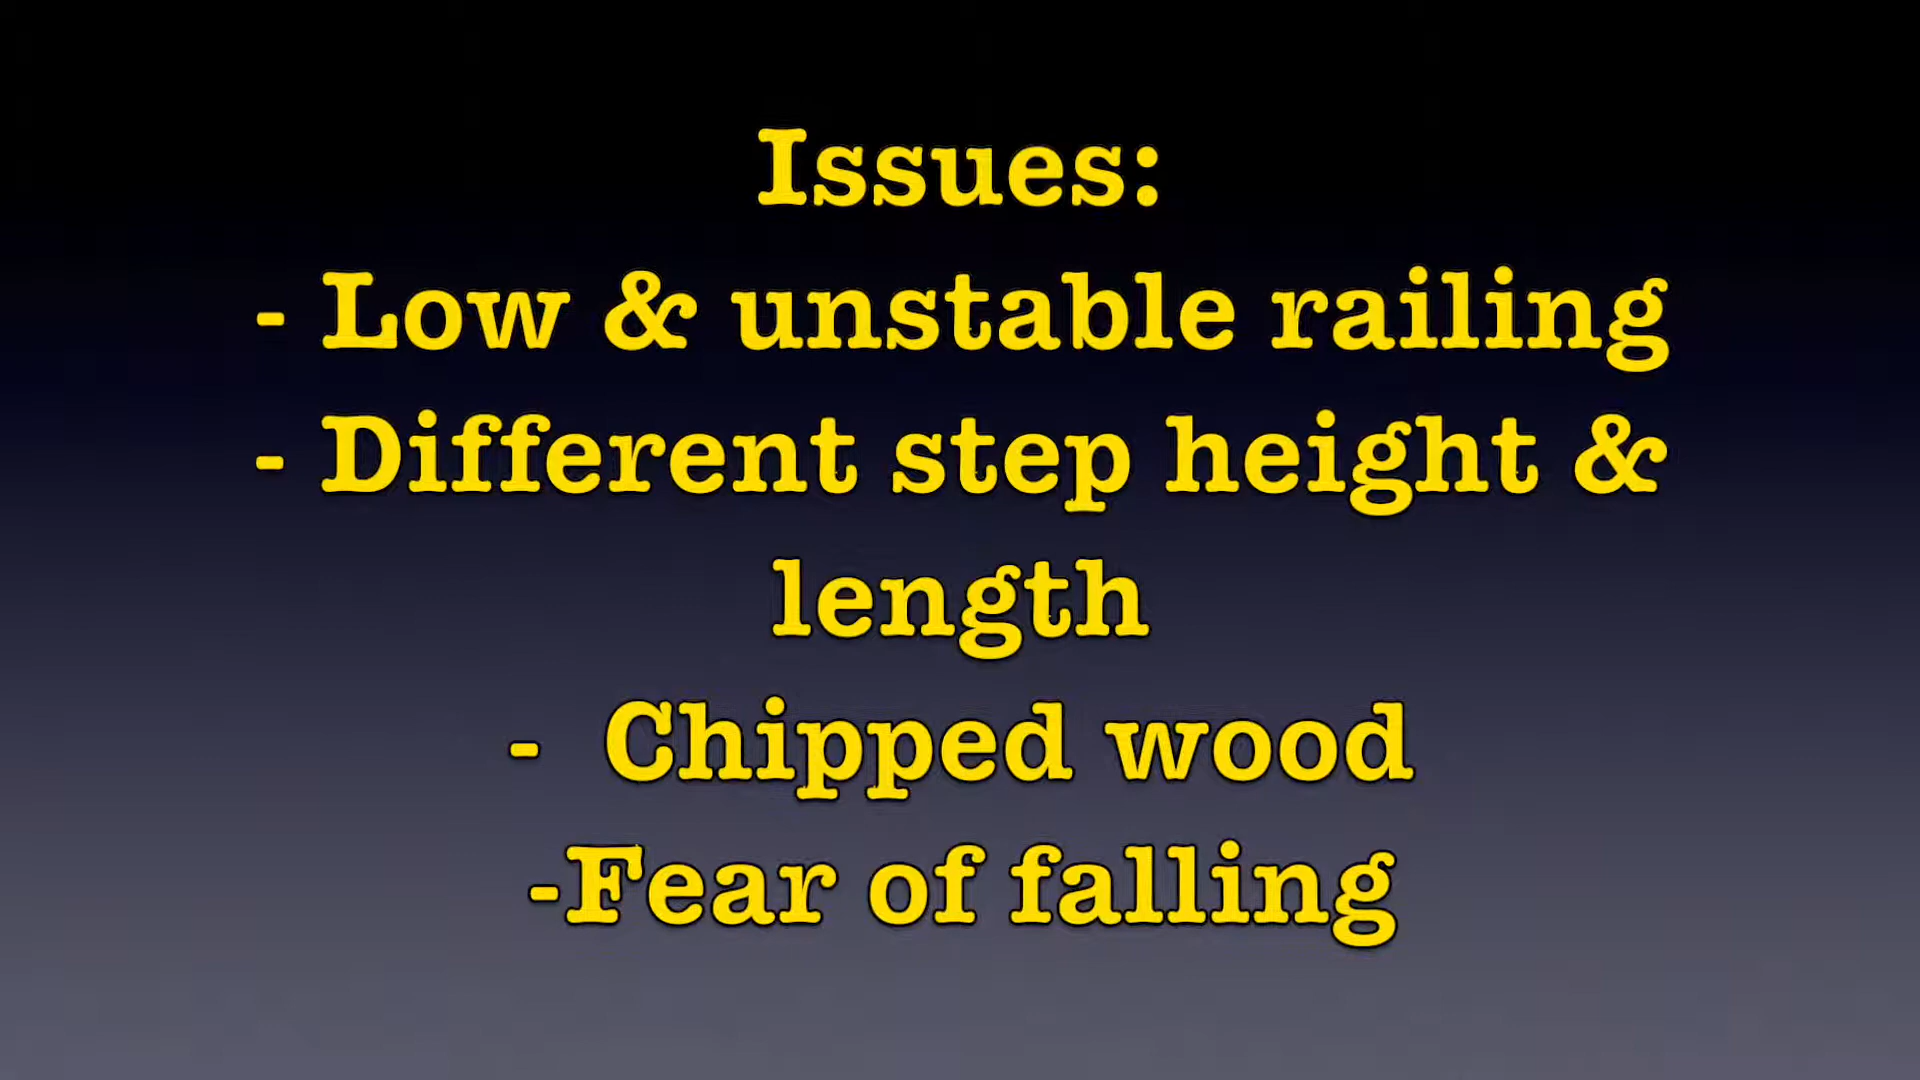 Issues:
- Low & unstable railing
- Different step height &
length
- Chipped wood
-Fear of falling